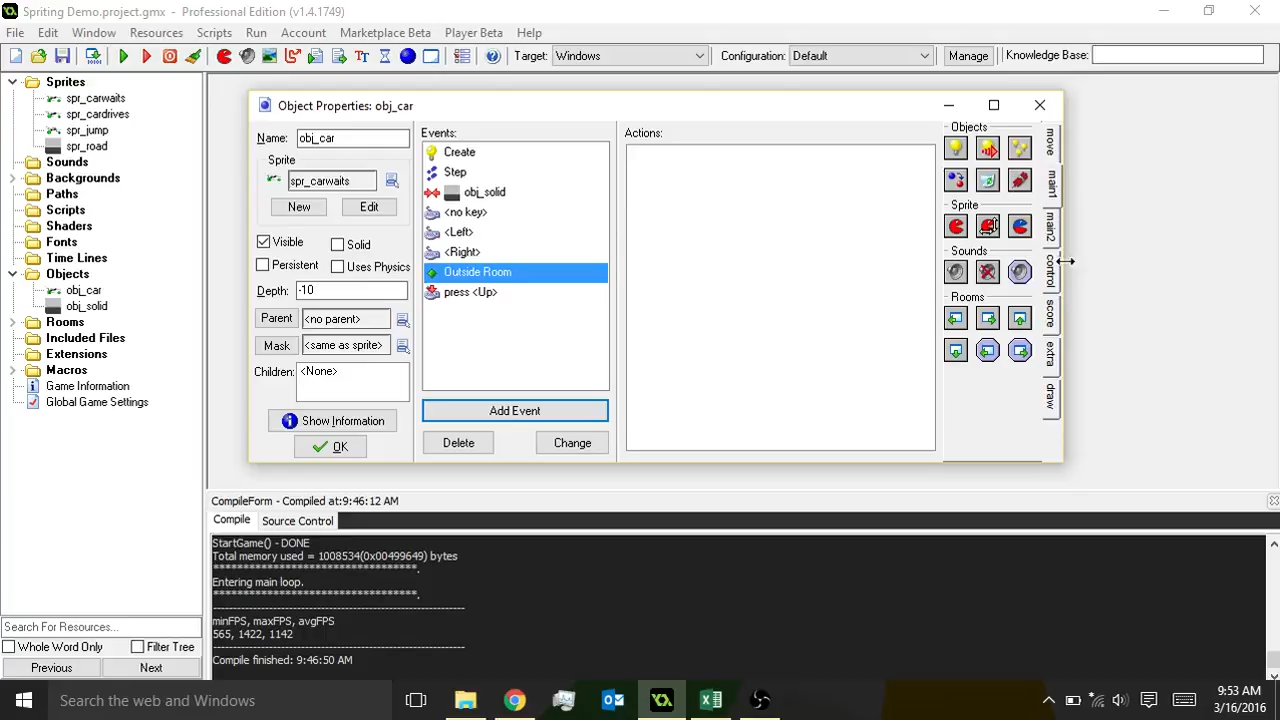 Spriting Demo.project.gmx - Professional Edition (v1.4.1749)
File Edit Window Resources Scripts Run Account Marketplace Beta Player Beta Help
Target: Windows Configuration: Default Manage Knowledge Base:
Sprites
spr_carwaits
spr_cardrives
spr_jump
spr_road
Sounds
Backgrounds
Paths
Scripts
Shaders
Fonts
Time Lines
Objects
obj_car
obj_solid
Rooms
Included Files
Extensions
Macros
Game Information
Global Game Settings
Search For Resources...
Whole Word Only Filter Tree
Previous Next
Object Properties: obj_car
Name: obj_car
Sprite
spr_carwaits
New Edit
Visible Solid
Persistent Uses Physics
Depth: -10
Parent <no parent>
Mask <same as sprite>
Children: <None>
Show Information
OK
Events:
Create
Step
obj_solid
<no key>
<Left>
<Right>
Outside Room
press <Up>
Add Event
Delete Change
Actions:
Objects
Sprite
Sounds
Rooms
move
main1
main2
control
score
extra
draw
CompileForm - Compiled at:9:46:12 AM
Compile Source Control
StartGame() - DONE
Total memory used = 1008534(0x00499649) bytes
**********************************.
Entering main loop.
**********************************.
----------------------------------------------------------------
minFPS, maxFPS, avgFPS
565, 1422, 1142
----------------------------------------------------------------
Compile finished: 9:46:50 AM
Search the web and Windows
9:53 AM
3/16/2016